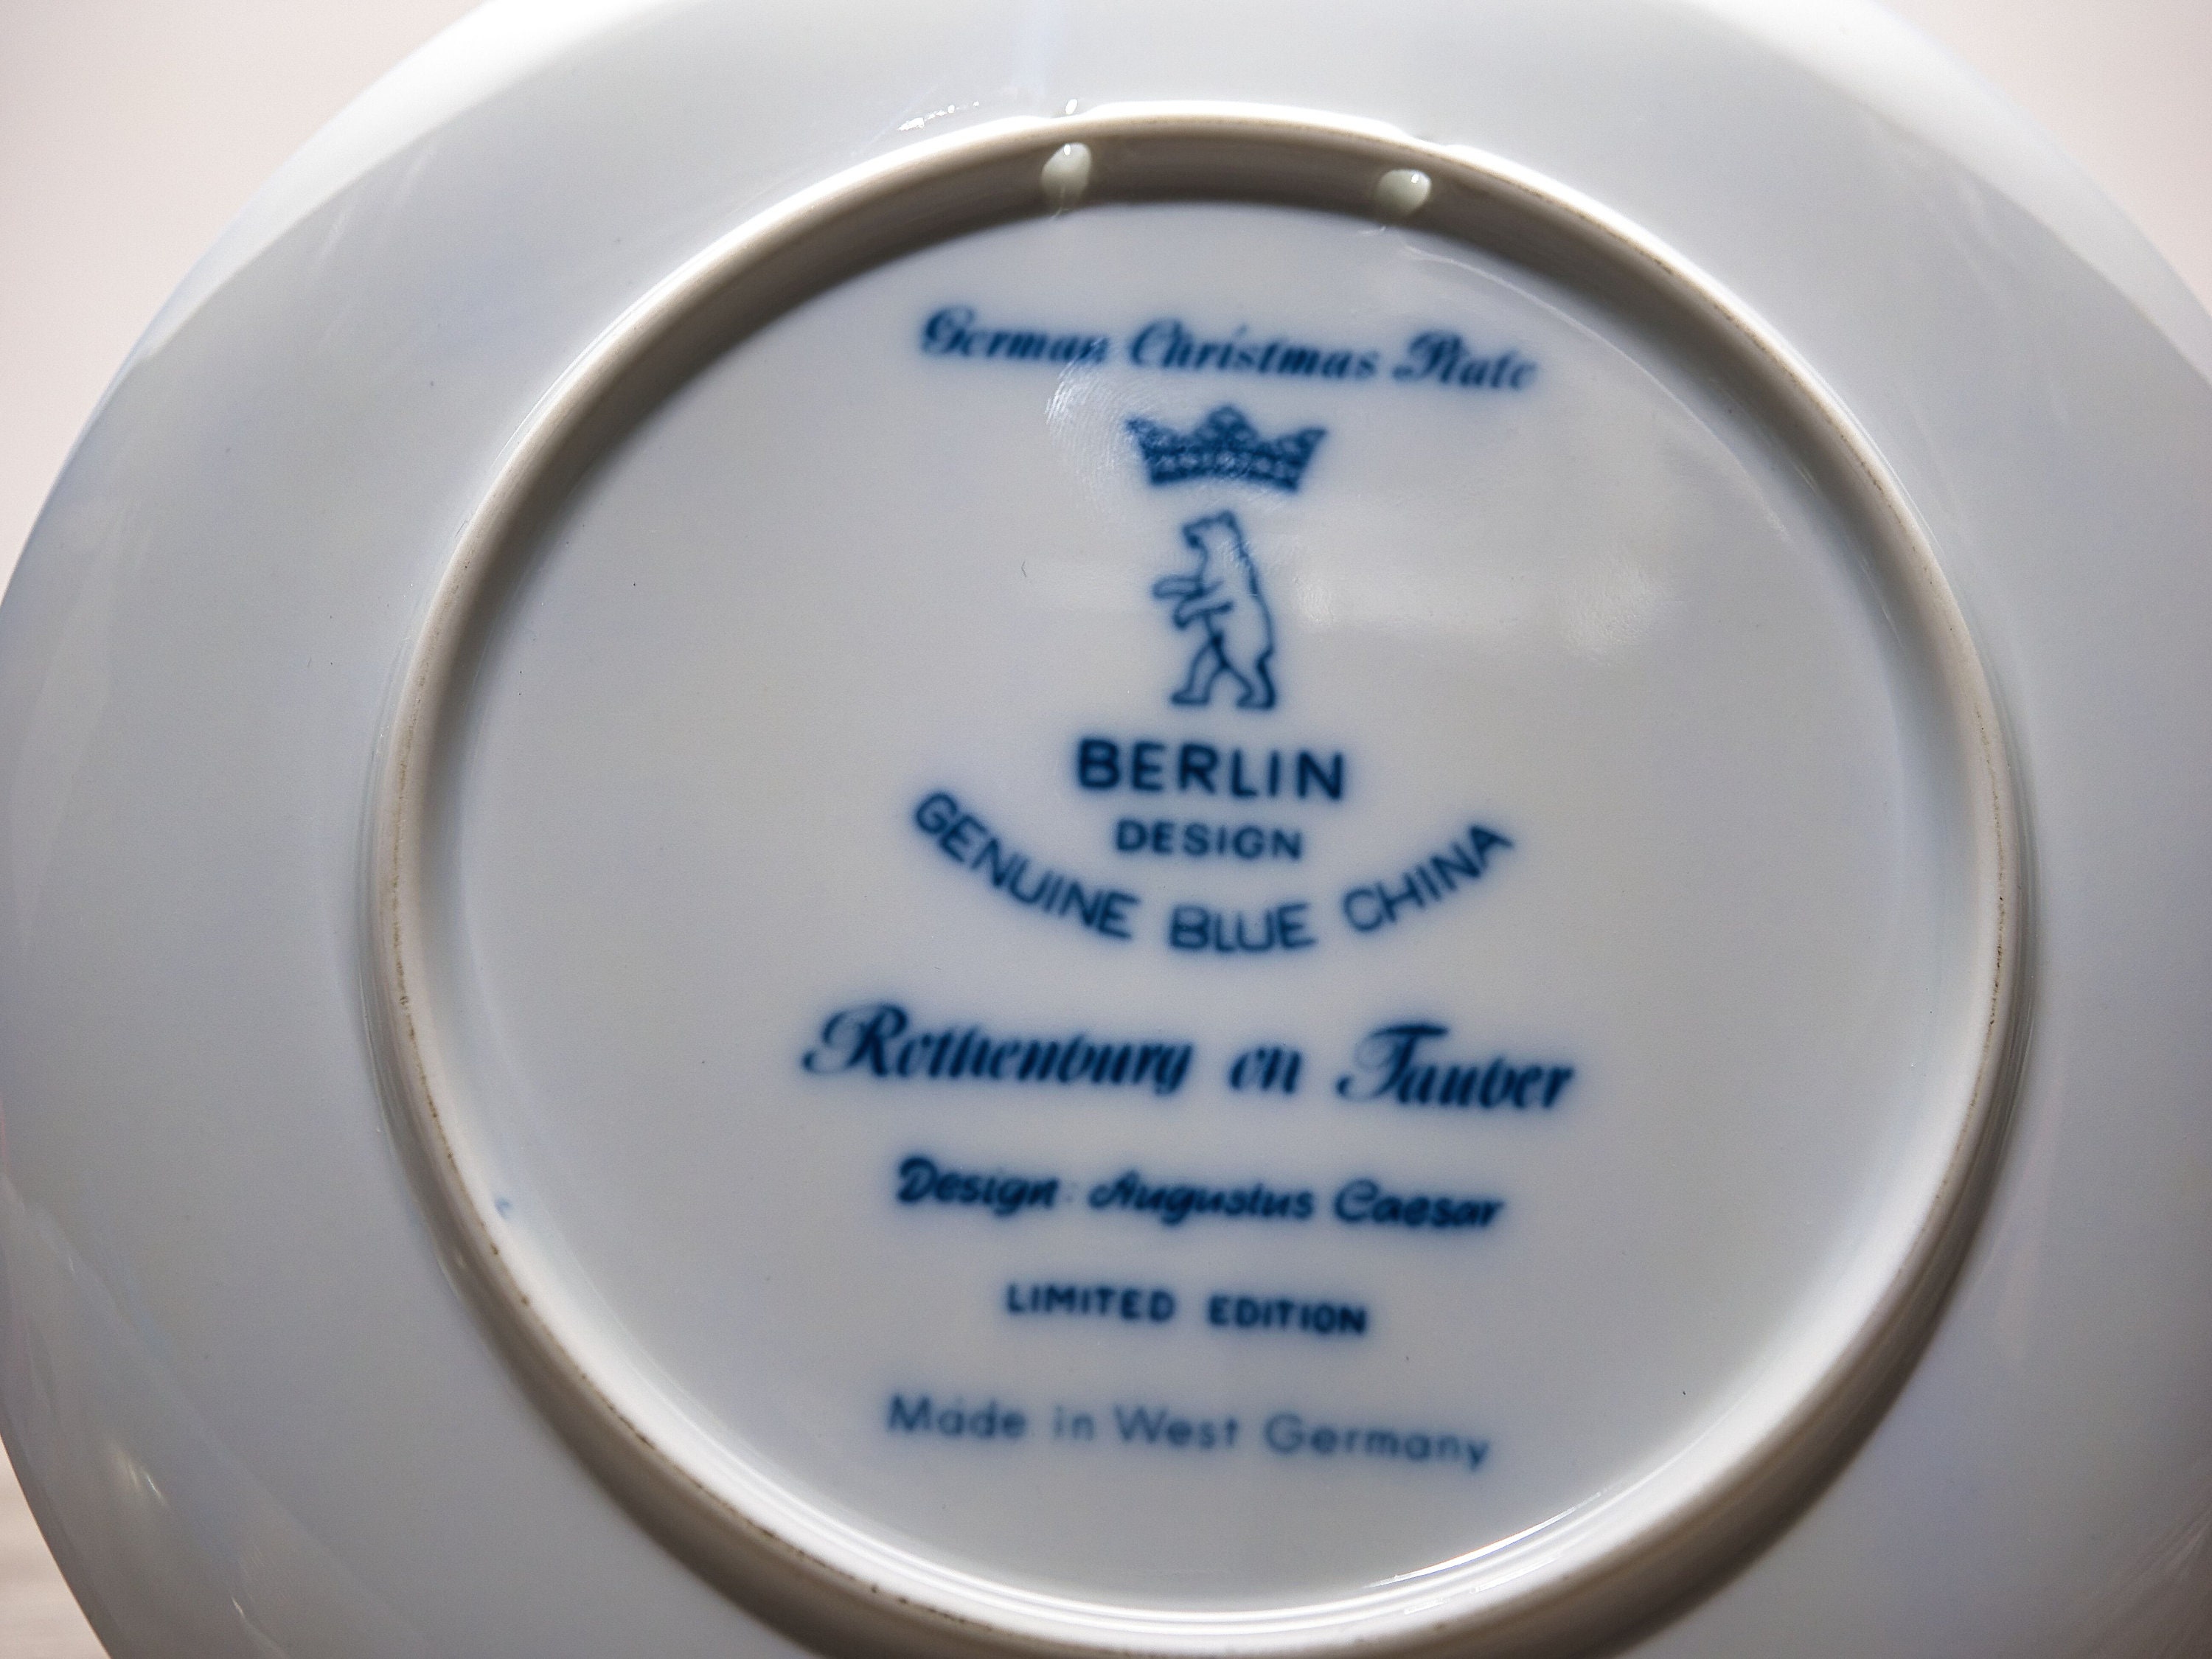 German Christmas Plate
BERLIN
DESIGN
GENUINE BLUE CHINA
Rothenburg on Tauber
Design: Augustus Caesar
LIMITED EDITION
Made in West Germany